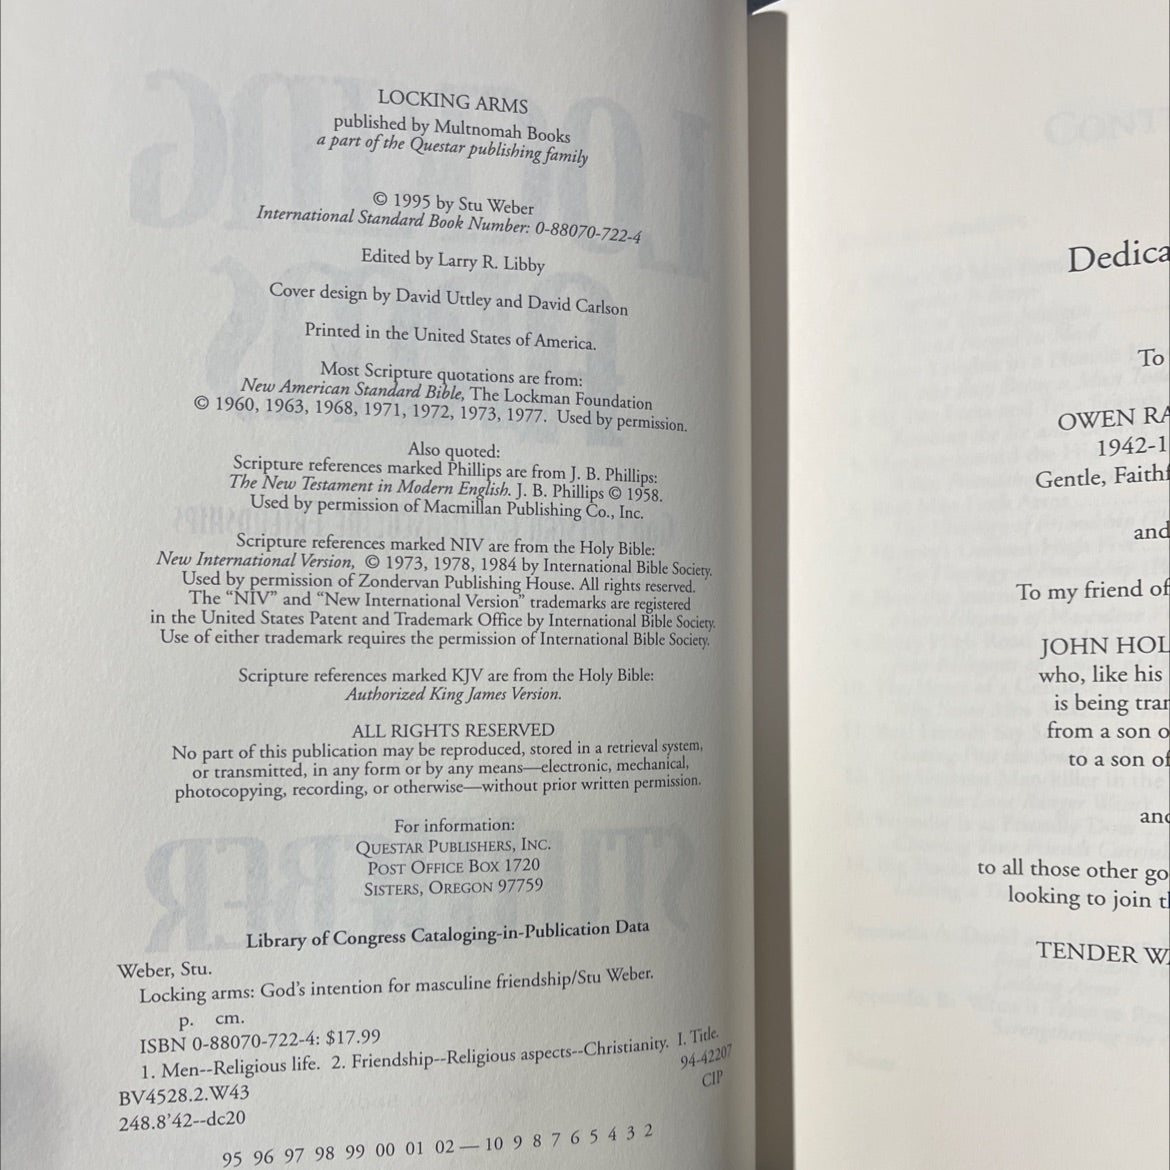 LOCKING ARMS
published by Multnomah Books
a part of the Questar publishing family
© 1995 by Stu Weber
International Standard Book Number: 0-88070-722-4
Edited by Larry R. Libby
Cover design by David Uttley and David Carlson
Printed in the United States of America.
Most Scripture quotations are from:
New American Standard Bible, The Lockman Foundation
© 1960, 1963, 1968, 1971, 1972, 1973, 1977. Used by permission.
Also quoted:
Scripture references marked Phillips are from J. B. Phillips:
The New Testament in Modern English. J. B. Phillips © 1958.
Used by permission of Macmillan Publishing Co., Inc.
Scripture references marked NIV are from the Holy Bible:
New International Version, © 1973, 1978, 1984 by International Bible Society.
Used by permission of Zondervan Publishing House. All rights reserved.
The “NIV” and “New International Version” trademarks are registered
in the United States Patent and Trademark Office by International Bible Society.
Use of either trademark requires the permission of International Bible Society.
Scripture references marked KJV are from the Holy Bible:
Authorized King James Version.
ALL RIGHTS RESERVED
No part of this publication may be reproduced, stored in a retrieval system,
or transmitted, in any form or by any means—electronic, mechanical,
photocopying, recording, or otherwise—without prior written permission.
For information:
QUESTAR PUBLISHERS, INC.
POST OFFICE BOX 1720
SISTERS, OREGON 97759
Library of Congress Cataloging-in-Publication Data
Weber, Stu.
Locking arms: God's intention for masculine friendship/Stu Weber.
p. cm.
ISBN 0-88070-722-4: $17.99
1. Men--Religious life. 2. Friendship--Religious aspects--Christianity. I. Title.
BV4528.2.W43 94-42207
248.8'42--dc20 CIP
95 96 97 98 99 00 01 02 — 10 9 8 7 6 5 4 3 2
Dedica
To
OWEN RA
1942-1
Gentle, Faithf
and
To my friend of
JOHN HOL
who, like his
is being tran
from a son o
to a son of
and
to all those other go
looking to join t
TENDER WA